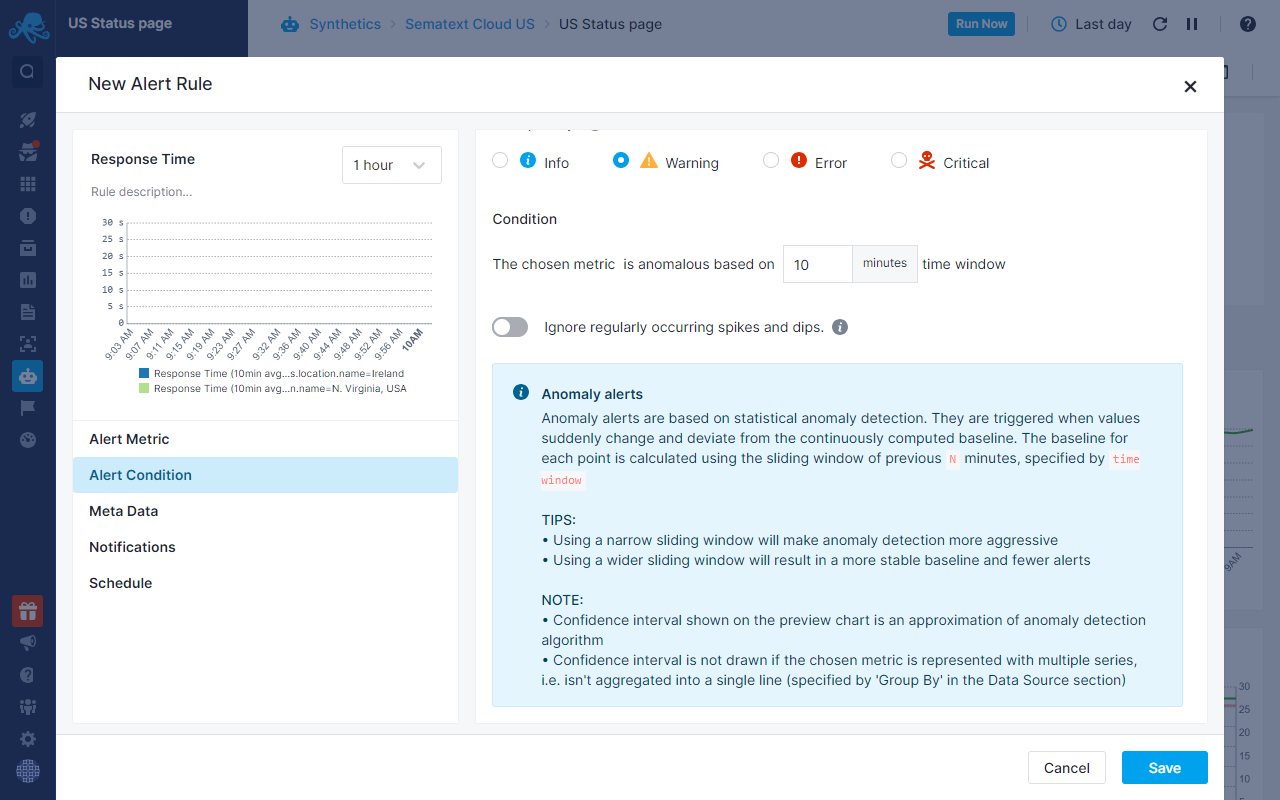 US Status page
Synthetics
Sematext Cloud US
US Status page
Run Now
Last day
New Alert Rule
Response Time
1 hour
Rule description...
30 s
25 s
20 s
15 s
10 s
5 s
0
9:03 AM
9:07 AM
9:11 AM
9:15 AM
9:19 AM
9:23 AM
9:27 AM
9:32 AM
9:36 AM
9:40 AM
9:44 AM
9:48 AM
9:52 AM
9:56 AM
10AM
Response Time (10min avg...s.location.name=Ireland
Response Time (10min avg...n.name=N. Virginia, USA
Alert Metric
Alert Condition
Meta Data
Notifications
Schedule
Info
Warning
Error
Critical
Condition
The chosen metric is anomalous based on 10 minutes time window
Ignore regularly occurring spikes and dips.
Anomaly alerts
Anomaly alerts are based on statistical anomaly detection. They are triggered when values
suddenly change and deviate from the continuously computed baseline. The baseline for
each point is calculated using the sliding window of previous N minutes, specified by time
window
TIPS:
• Using a narrow sliding window will make anomaly detection more aggressive
• Using a wider sliding window will result in a more stable baseline and fewer alerts
NOTE:
• Confidence interval shown on the preview chart is an approximation of anomaly detection
algorithm
• Confidence interval is not drawn if the chosen metric is represented with multiple series,
i.e. isn't aggregated into a single line (specified by 'Group By' in the Data Source section)
9AM
30
25
20
15
10
5
Cancel
Save